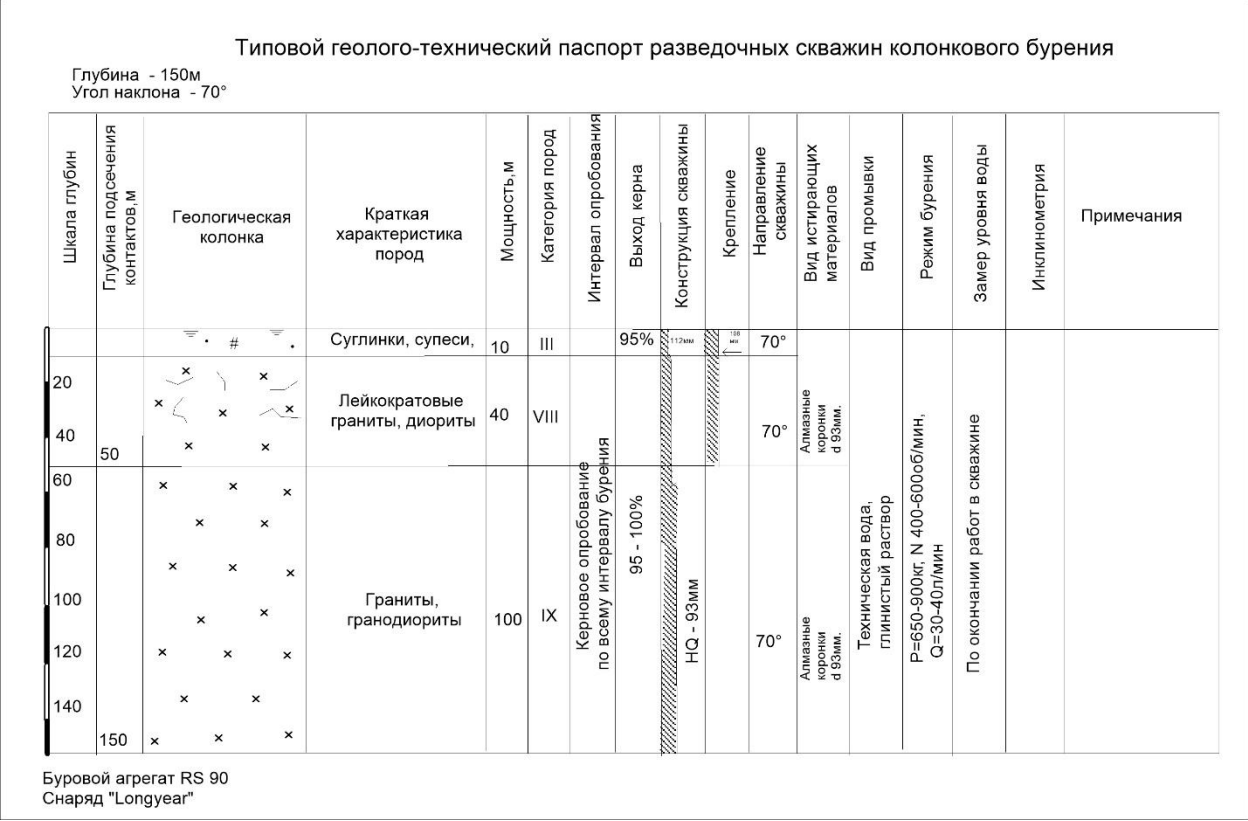 Типовой геолого-технический паспорт разведочных скважин колонкового бурения
Глубина - 150м
Угол наклона - 70°
Шкала глубин
Глубина подсечения
контактов,м
Геологическая
колонка
Краткая
характеристика
пород
Мощность,м
Категория пород
Интервал опробования
Выход керна
Конструкция скважины
Крепление
Направление
скважины
Вид истирающих
материалов
Вид промывки
Режим бурения
Замер уровня воды
Инклинометрия
Примечания
#
Суглинки, супеси,
10
III
95%
112мм
мм
70°
20
40
50
Лейкократовые
граниты, диориты
40
VIII
70°
Алмазные
коронки
d 93мм.
60
80
100
120
140
150
Граниты,
гранодиориты
100
IX
Керновое опробование
по всему интервалу бурения
95 - 100%
HQ - 93мм
70°
Алмазные
коронки
d 93мм.
Техническая вода,
глинистый раствор
P=650-900кг, N 400-600об/мин,
Q=30-40л/мин
По окончании работ в скважине
Буровой агрегат RS 90
Снаряд "Longyear"